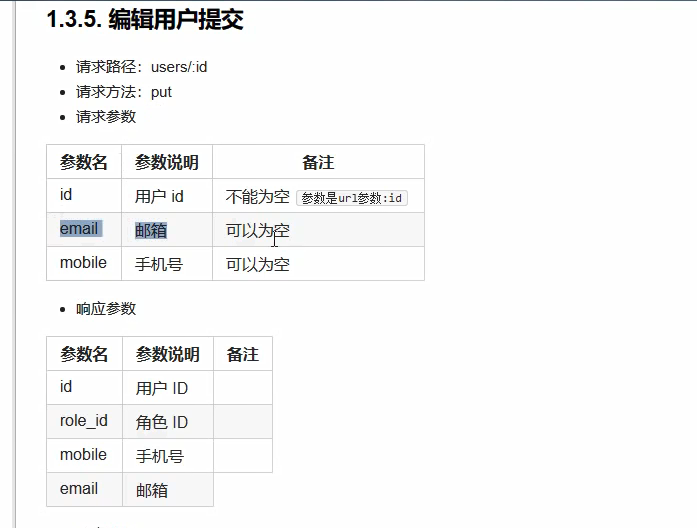 1.3.5. 编辑用户提交
请求路径：users/:id
请求方法：put
请求参数
参数名 参数说明 备注
id 用户 id 不能为空 参数是url参数:id
email 邮箱 可以为空
mobile 手机号 可以为空
响应参数
参数名 参数说明 备注
id 用户 ID
role_id 角色 ID
mobile 手机号
email 邮箱